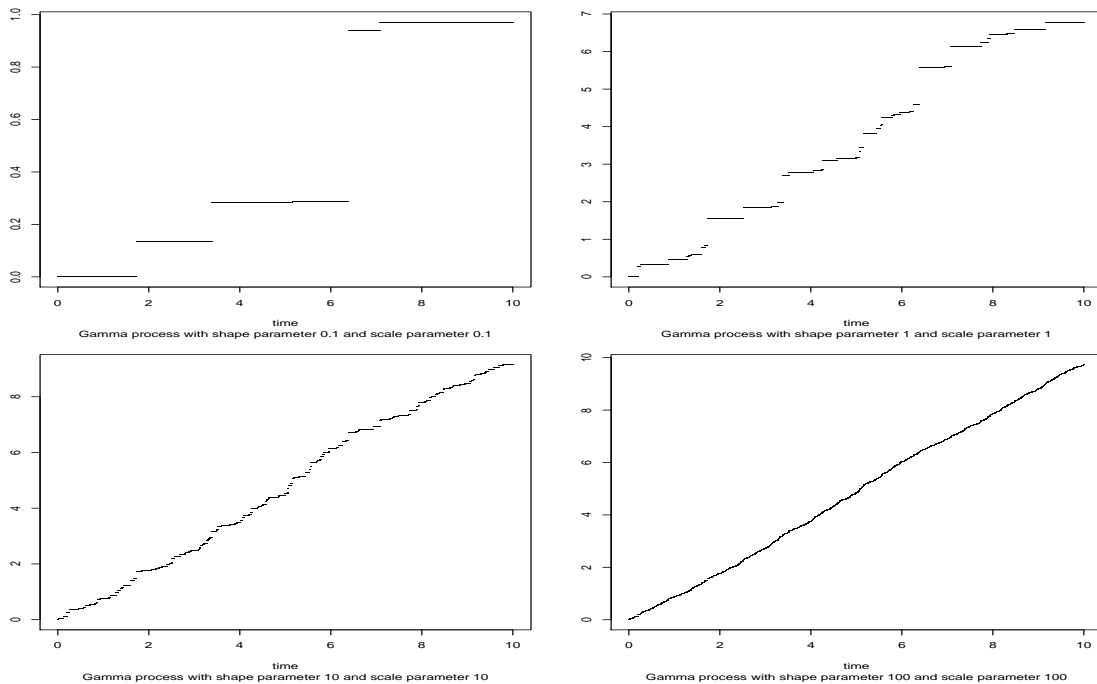 0.0 0.2 0.4 0.6 0.8 1.0
0 2 4 6 8 10
time
Gamma process with shape parameter 0.1 and scale parameter 0.1
0 1 2 3 4 5 6 7
0 2 4 6 8 10
time
Gamma process with shape parameter 1 and scale parameter 1
0 2 4 6 8
0 2 4 6 8 10
time
Gamma process with shape parameter 10 and scale parameter 10
0 2 4 6 8 10
0 2 4 6 8 10
time
Gamma process with shape parameter 100 and scale parameter 100